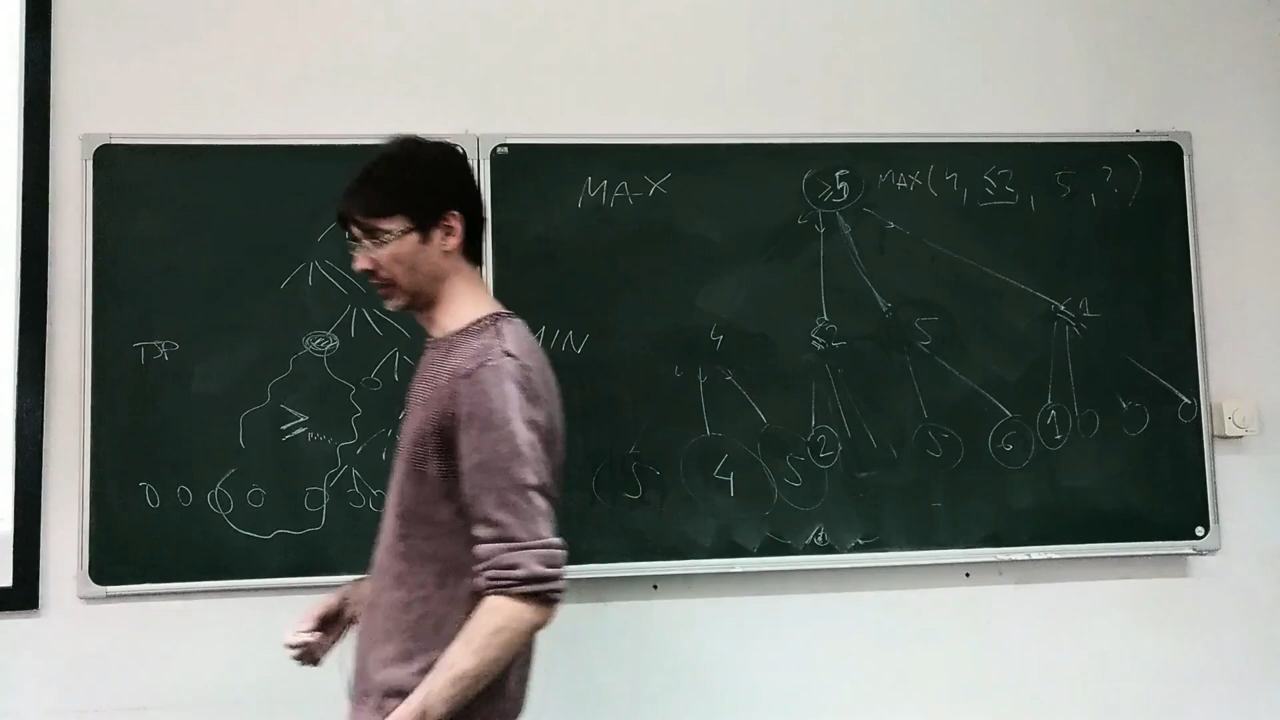 MAX ≥5 MAX(4, ≤2, 5, ?)
TSP MIN 4 ≤2 5 ≤1
≥
5 4 5 2 5 6 1